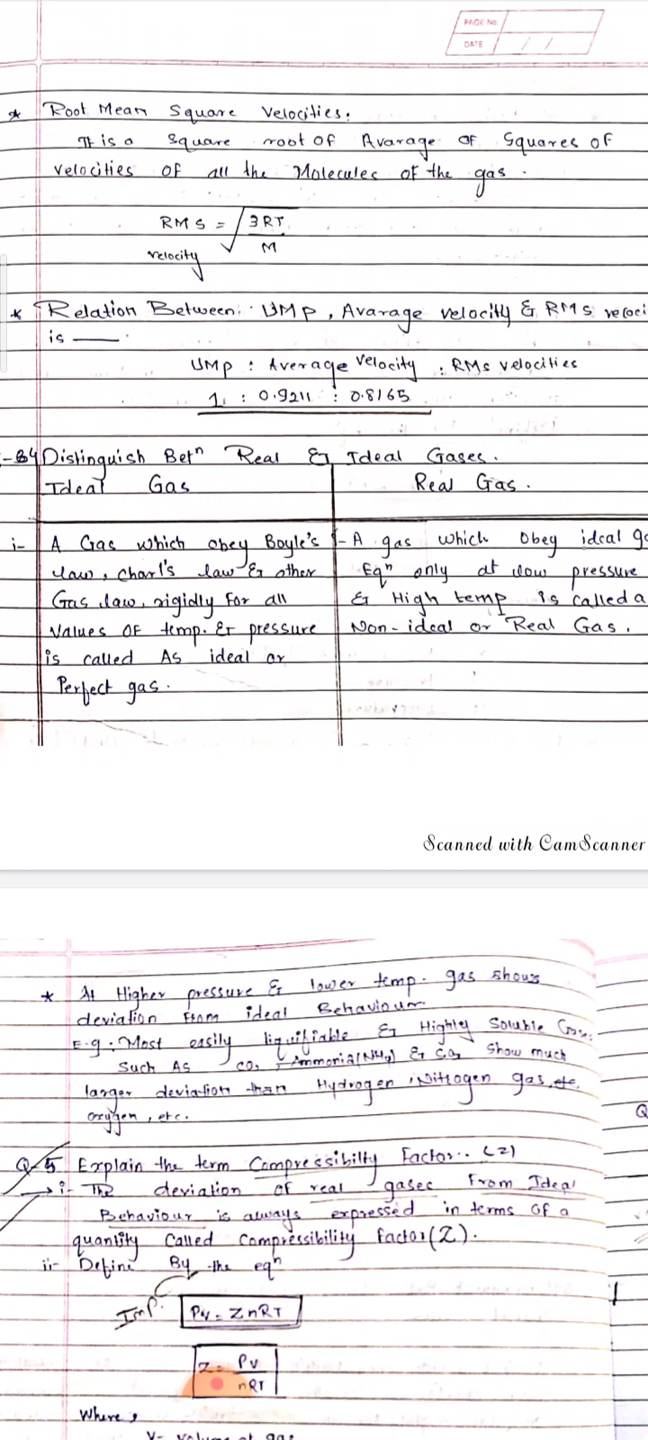 PAGE No
DATE / /
* Root Mean Square Velocities.
It is a square root of Avarage of Squares of
velocities of all the Molecules of the gas.
RMS = √3RT
velocity M
* Relation Between UMP, Avarage velocity & RMS veloci
is —
UMP : Average velocity : RMS velocities
1 : 0.9211 : 0.8165
Distinguish Betn Real & Ideal Gases.
Ideal Gas Real Gas.
i- A Gas which obey Boyle's - A gas which obey ideal ga
law, Charl's law & other Eqn only at low pressure
Gas law, rigidly for all & High temp is called a
Values of temp. & pressure Non-ideal or Real Gas.
is called As ideal or
Perfect gas.
Scanned with CamScanner
* At Higher pressure & lower temp. gas shows
deviation from ideal Behaviour
E.g: Most easily liquifiable & Highly Soluble
Such As CO2, Ammonia(NH3) & SO2 Show much
larger deviation than Hydrogen, Nitrogen gas, etc
oxygen, etc.
Q-5 Explain the term Compressibilty Factor.. (Z)
→ i- The deviation of real gases from Ideal
Behaviour is always expressed in terms of a
quantity Called Compressibility factor(Z).
ii- Define By the eqn
Imp. PV = ZnRT
Z = PV
nRT
Where,
V- volume of gas